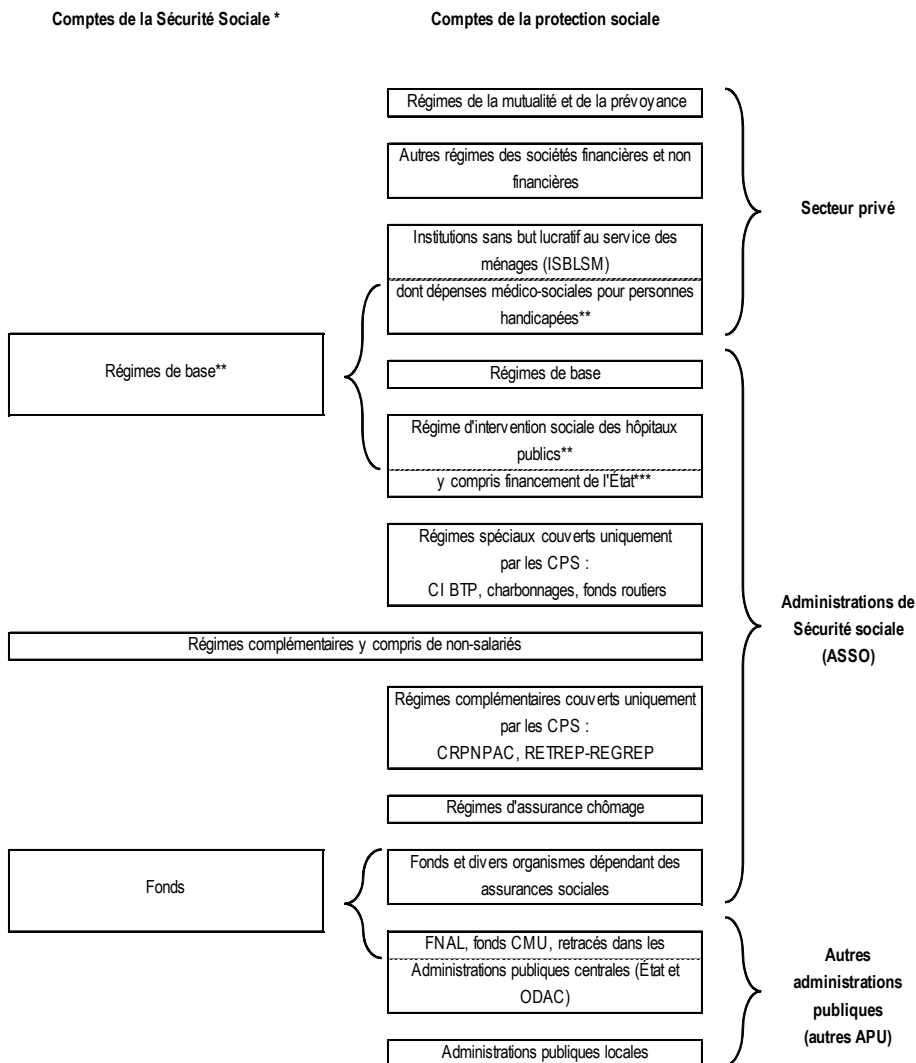 Comptes de la Sécurité Sociale *
Comptes de la protection sociale
Régimes de la mutualité et de la prévoyance
Autres régimes des sociétés financières et non
financières
Secteur privé
Institutions sans but lucratif au service des
ménages (ISBLSM)
dont dépenses médico-sociales pour personnes
handicapées**
Régimes de base**
Régimes de base
Régime d'intervention sociale des hôpitaux
publics**
y compris financement de l'État***
Régimes spéciaux couverts uniquement
par les CPS :
CI BTP, charbonnages, fonds routiers
Administrations de
Sécurité sociale
(ASSO)
Régimes complémentaires y compris de non-salariés
Régimes complémentaires couverts uniquement
par les CPS :
CRPNPAC, RETREP-REGREP
Régimes d'assurance chômage
Fonds
Fonds et divers organismes dépendant des
assurances sociales
FNAL, fonds CMU, retracés dans les
Administrations publiques centrales (État et
ODAC)
Autres
administrations
publiques
(autres APU)
Administrations publiques locales